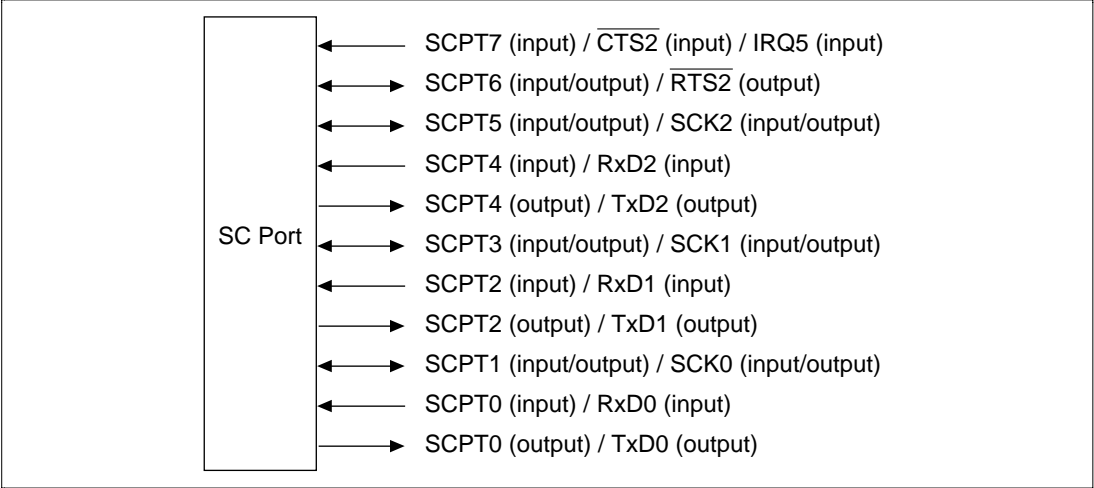 SCPT7 (input) / C̅T̅S̅2̅ (input) / IRQ5 (input)
SCPT6 (input/output) / R̅T̅S̅2̅ (output)
SCPT5 (input/output) / SCK2 (input/output)
SCPT4 (input) / RxD2 (input)
SCPT4 (output) / TxD2 (output)
SC Port
SCPT3 (input/output) / SCK1 (input/output)
SCPT2 (input) / RxD1 (input)
SCPT2 (output) / TxD1 (output)
SCPT1 (input/output) / SCK0 (input/output)
SCPT0 (input) / RxD0 (input)
SCPT0 (output) / TxD0 (output)